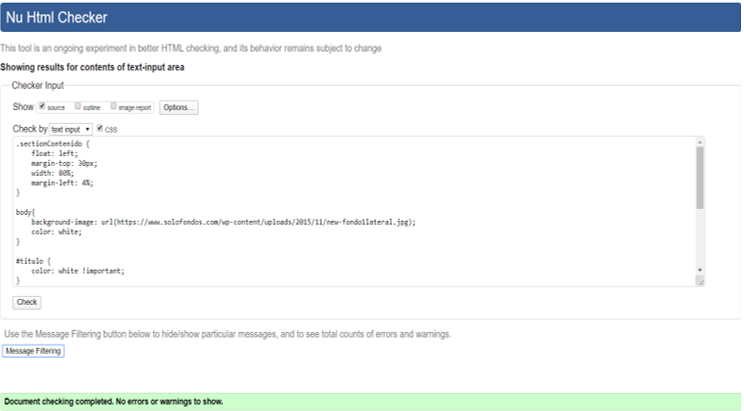 Nu Html Checker
This tool is an ongoing experiment in better HTML checking, and its behavior remains subject to change
Showing results for contents of text-input area
Checker Input
Show source outline image report Options...
Check by text input CSS
.sectionContenido {
float: left;
margin-top: 30px;
width: 80%;
margin-left: 4%;
}
body{
background-image: url(https://www.solofondos.com/wp-content/uploads/2015/11/new-fondo1lateral.jpg);
color: white;
}
#titulo {
color: white !important;
}
Check
Use the Message Filtering button below to hide/show particular messages, and to see total counts of errors and warnings.
Message Filtering
Document checking completed. No errors or warnings to show.